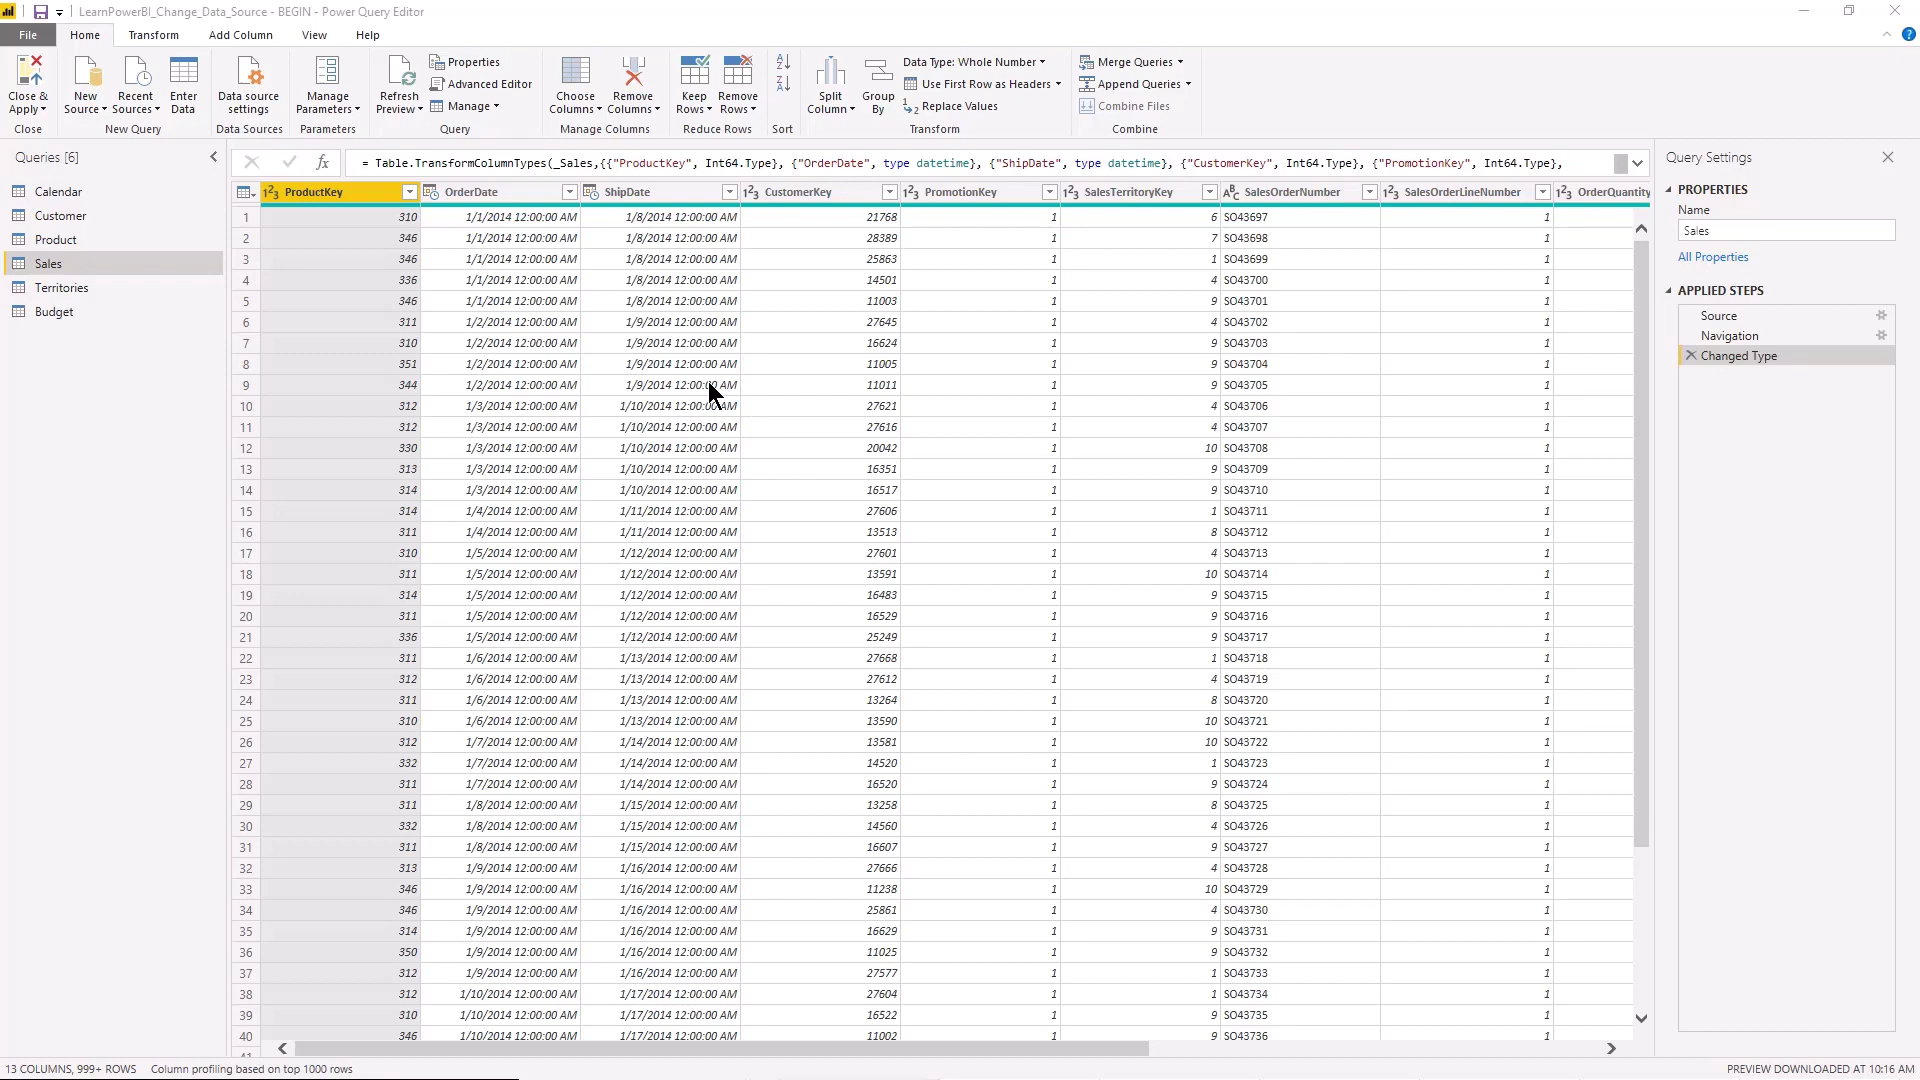 LearnPowerBI_Change_Data_Source - BEGIN - Power Query Editor
File Home Transform Add Column View Help
Close & Apply
New Source
Recent Sources
Enter Data
Data source settings
Manage Parameters
Refresh Preview
Properties
Advanced Editor
Manage
Choose Columns
Remove Columns
Keep Rows
Remove Rows
Split Column
Group By
Data Type: Whole Number
Use First Row as Headers
Replace Values
Merge Queries
Append Queries
Combine Files
Close New Query Data Sources Parameters Query Manage Columns Reduce Rows Sort Transform Combine
Queries [6]
Calendar
Customer
Product
Sales
Territories
Budget
fx = Table.TransformColumnTypes(_Sales,{{"ProductKey", Int64.Type}, {"OrderDate", type datetime}, {"ShipDate", type datetime}, {"CustomerKey", Int64.Type}, {"PromotionKey", Int64.Type},
ProductKey OrderDate ShipDate CustomerKey PromotionKey SalesTerritoryKey SalesOrderNumber SalesOrderLineNumber OrderQuantity
1 310 1/1/2014 12:00:00 AM 1/8/2014 12:00:00 AM 21768 1 6 SO43697 1
2 346 1/1/2014 12:00:00 AM 1/8/2014 12:00:00 AM 28389 1 7 SO43698 1
3 346 1/1/2014 12:00:00 AM 1/8/2014 12:00:00 AM 25863 1 1 SO43699 1
4 336 1/1/2014 12:00:00 AM 1/8/2014 12:00:00 AM 14501 1 4 SO43700 1
5 346 1/1/2014 12:00:00 AM 1/8/2014 12:00:00 AM 11003 1 9 SO43701 1
6 311 1/2/2014 12:00:00 AM 1/9/2014 12:00:00 AM 27645 1 4 SO43702 1
7 310 1/2/2014 12:00:00 AM 1/9/2014 12:00:00 AM 16624 1 9 SO43703 1
8 351 1/2/2014 12:00:00 AM 1/9/2014 12:00:00 AM 11005 1 9 SO43704 1
9 344 1/2/2014 12:00:00 AM 1/9/2014 12:00:00 AM 11011 1 9 SO43705 1
10 312 1/3/2014 12:00:00 AM 1/10/2014 12:00:00 AM 27621 1 4 SO43706 1
11 312 1/3/2014 12:00:00 AM 1/10/2014 12:00:00 AM 27616 1 4 SO43707 1
12 330 1/3/2014 12:00:00 AM 1/10/2014 12:00:00 AM 20042 1 10 SO43708 1
13 313 1/3/2014 12:00:00 AM 1/10/2014 12:00:00 AM 16351 1 9 SO43709 1
14 314 1/3/2014 12:00:00 AM 1/10/2014 12:00:00 AM 16517 1 9 SO43710 1
15 314 1/4/2014 12:00:00 AM 1/11/2014 12:00:00 AM 27606 1 1 SO43711 1
16 311 1/4/2014 12:00:00 AM 1/11/2014 12:00:00 AM 13513 1 8 SO43712 1
17 310 1/5/2014 12:00:00 AM 1/12/2014 12:00:00 AM 27601 1 4 SO43713 1
18 311 1/5/2014 12:00:00 AM 1/12/2014 12:00:00 AM 13591 1 10 SO43714 1
19 314 1/5/2014 12:00:00 AM 1/12/2014 12:00:00 AM 16483 1 9 SO43715 1
20 311 1/5/2014 12:00:00 AM 1/12/2014 12:00:00 AM 16529 1 9 SO43716 1
21 336 1/5/2014 12:00:00 AM 1/12/2014 12:00:00 AM 25249 1 9 SO43717 1
22 311 1/6/2014 12:00:00 AM 1/13/2014 12:00:00 AM 27668 1 1 SO43718 1
23 312 1/6/2014 12:00:00 AM 1/13/2014 12:00:00 AM 27612 1 4 SO43719 1
24 311 1/6/2014 12:00:00 AM 1/13/2014 12:00:00 AM 13264 1 8 SO43720 1
25 310 1/6/2014 12:00:00 AM 1/13/2014 12:00:00 AM 13590 1 10 SO43721 1
26 312 1/7/2014 12:00:00 AM 1/14/2014 12:00:00 AM 13581 1 10 SO43722 1
27 332 1/7/2014 12:00:00 AM 1/14/2014 12:00:00 AM 14520 1 1 SO43723 1
28 311 1/7/2014 12:00:00 AM 1/14/2014 12:00:00 AM 16520 1 9 SO43724 1
29 311 1/8/2014 12:00:00 AM 1/15/2014 12:00:00 AM 13258 1 8 SO43725 1
30 332 1/8/2014 12:00:00 AM 1/15/2014 12:00:00 AM 14560 1 4 SO43726 1
31 311 1/8/2014 12:00:00 AM 1/15/2014 12:00:00 AM 16607 1 9 SO43727 1
32 313 1/9/2014 12:00:00 AM 1/16/2014 12:00:00 AM 27666 1 4 SO43728 1
33 346 1/9/2014 12:00:00 AM 1/16/2014 12:00:00 AM 11238 1 10 SO43729 1
34 346 1/9/2014 12:00:00 AM 1/16/2014 12:00:00 AM 25861 1 4 SO43730 1
35 314 1/9/2014 12:00:00 AM 1/16/2014 12:00:00 AM 16629 1 9 SO43731 1
36 350 1/9/2014 12:00:00 AM 1/16/2014 12:00:00 AM 11025 1 9 SO43732 1
37 312 1/9/2014 12:00:00 AM 1/16/2014 12:00:00 AM 27577 1 1 SO43733 1
38 312 1/10/2014 12:00:00 AM 1/17/2014 12:00:00 AM 27604 1 1 SO43734 1
39 310 1/10/2014 12:00:00 AM 1/17/2014 12:00:00 AM 16522 1 9 SO43735 1
40 346 1/10/2014 12:00:00 AM 1/17/2014 12:00:00 AM 11002 1 9 SO43736 1
Query Settings
PROPERTIES
Name
Sales
All Properties
APPLIED STEPS
Source
Navigation
Changed Type
13 COLUMNS, 999+ ROWS Column profiling based on top 1000 rows PREVIEW DOWNLOADED AT 10:16 AM